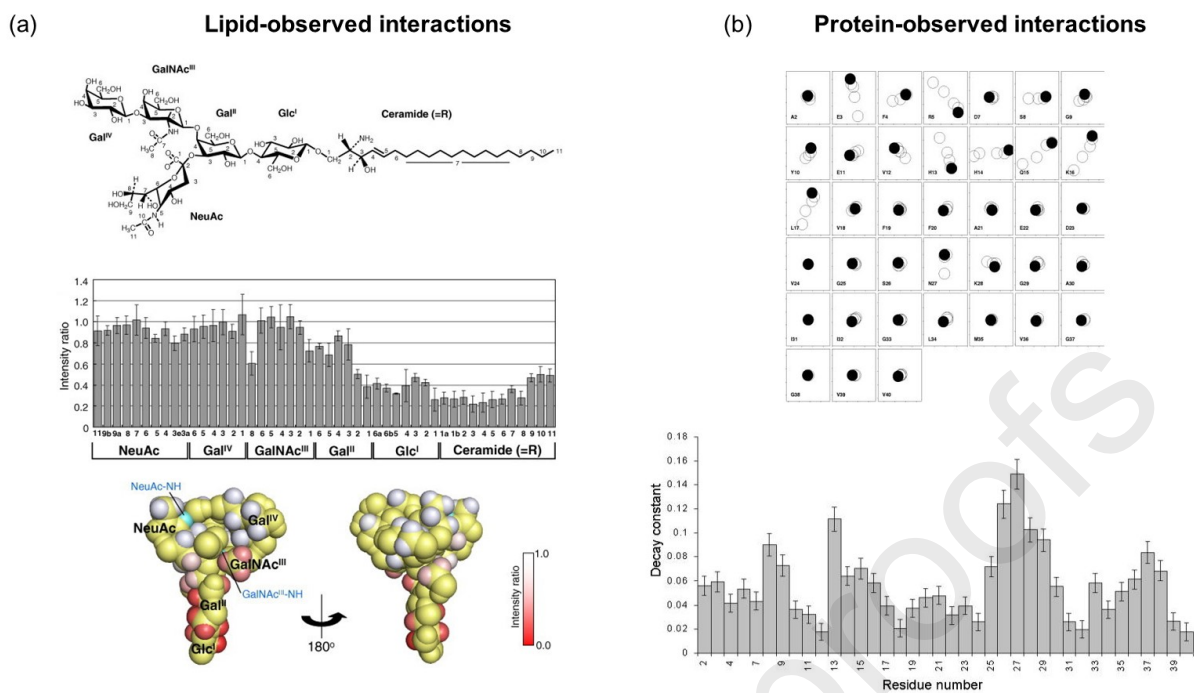 (a) Lipid-observed interactions
(b) Protein-observed interactions
GalNAcIII
GalII
GlcI
Ceramide (=R)
GalIV
NeuAc
Intensity ratio
1.4
1.2
1.0
0.8
0.6
0.4
0.2
0
11 9b 9a 8 7 6 5 4 3e 3a 6 5 4 3 2 1 8 6 5 4 3 2 1 6 5 4 3 2 1 6a 6b 5 4 3 2 1 1a 1b 2 3 4 5 6 7 8 9 10 11
NeuAc GalIV GalNAcIII GalII GlcI Ceramide (=R)
NeuAc-NH
NeuAc
GalIV
GalNAcIII
GalNAcIII-NH
GalII
GlcI
180°
1.0
Intensity ratio
0.0
A2 E3 F4 R5 D7 S8
Y10 E11 V12 H13 H14 Q15 K16
L17 V18 F19 F20 A21 E22 D23
V24 G25 S26 N27 K28 G29 A30
I31 I32 G33 L34 M35 V36 G37
G38 V39 V40
Decay constant
0.18
0.16
0.14
0.12
0.1
0.08
0.06
0.04
0.02
0
2 4 7 9 11 13 15 17 19 21 23 25 27 29 31 33 35 37 39
Residue number
proofs